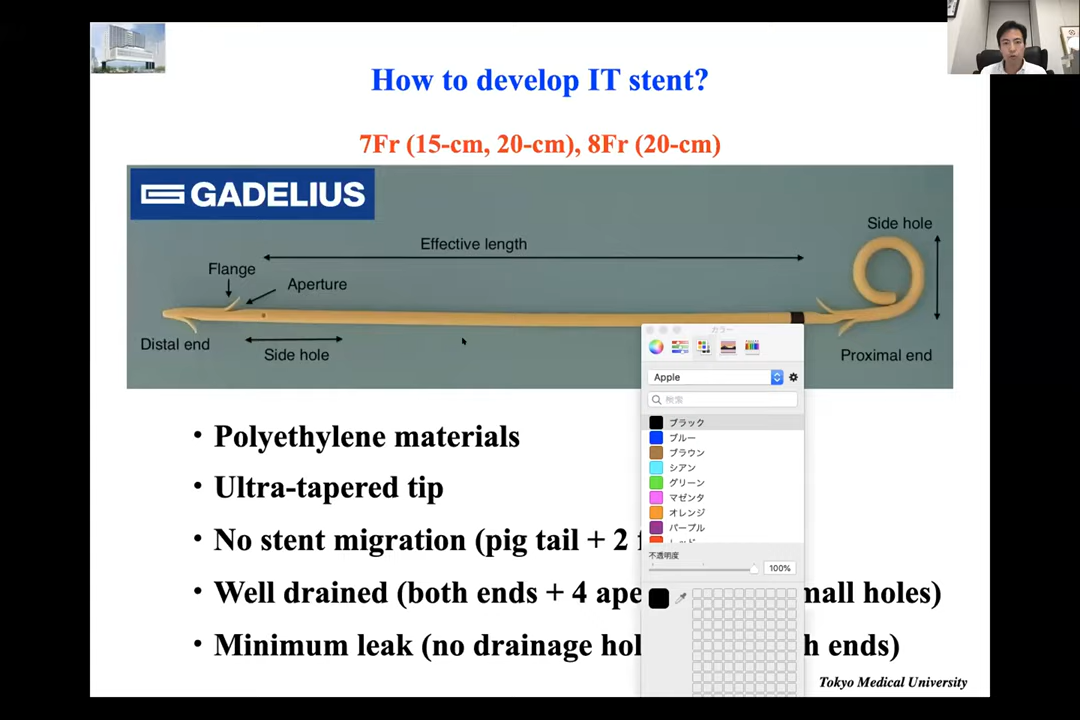 How to develop IT stent?
7Fr (15-cm, 20-cm), 8Fr (20-cm)
GADELIUS
Side hole
Effective length
Flange
Aperture
Distal end
Side hole
Proximal end
カラー
Apple
検索
ブラック
ブルー
ブラウン
シアン
グリーン
マゼンタ
オレンジ
パープル
不透明度
100%
• Polyethylene materials
• Ultra-tapered tip
• No stent migration (pig tail + 2
• Well drained (both ends + 4 ape mall holes)
• Minimum leak (no drainage hol h ends)
Tokyo Medical University